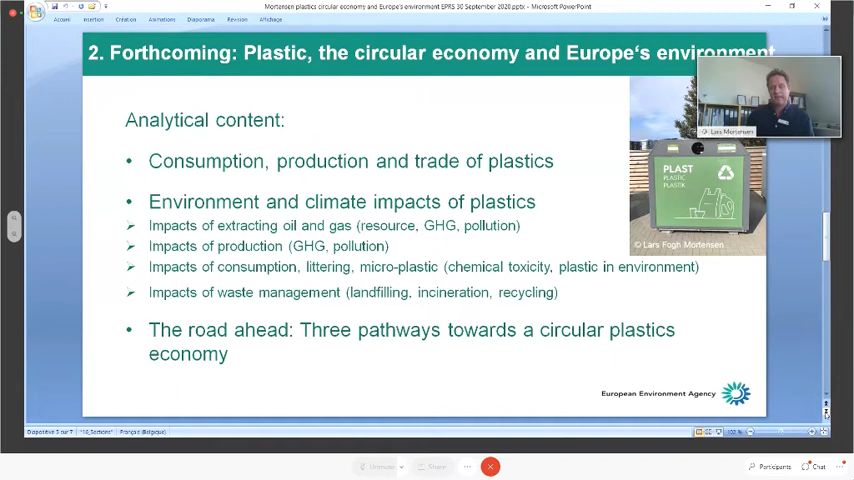 Mortensen plastics circular economy and Europe's environment EPRS 30 September 2020.pptx - Microsoft PowerPoint
Accueil Insertion Création Animations Diaporama Révision Affichage
2. Forthcoming: Plastic, the circular economy and Europe‘s environment
Lars Mortensen
Analytical content:
• Consumption, production and trade of plastics
• Environment and climate impacts of plastics
➢ Impacts of extracting oil and gas (resource, GHG, pollution)
➢ Impacts of production (GHG, pollution)
➢ Impacts of consumption, littering, micro-plastic (chemical toxicity, plastic in environment)
➢ Impacts of waste management (landfilling, incineration, recycling)
• The road ahead: Three pathways towards a circular plastics
economy
PLAST
PLASTIC
PLASTIK
© Lars Fogh Mortensen
European Environment Agency
Diapositive 5 sur 7 "16_Sections" Français (Belgique)
102 %
Unmute Share
Participants Chat